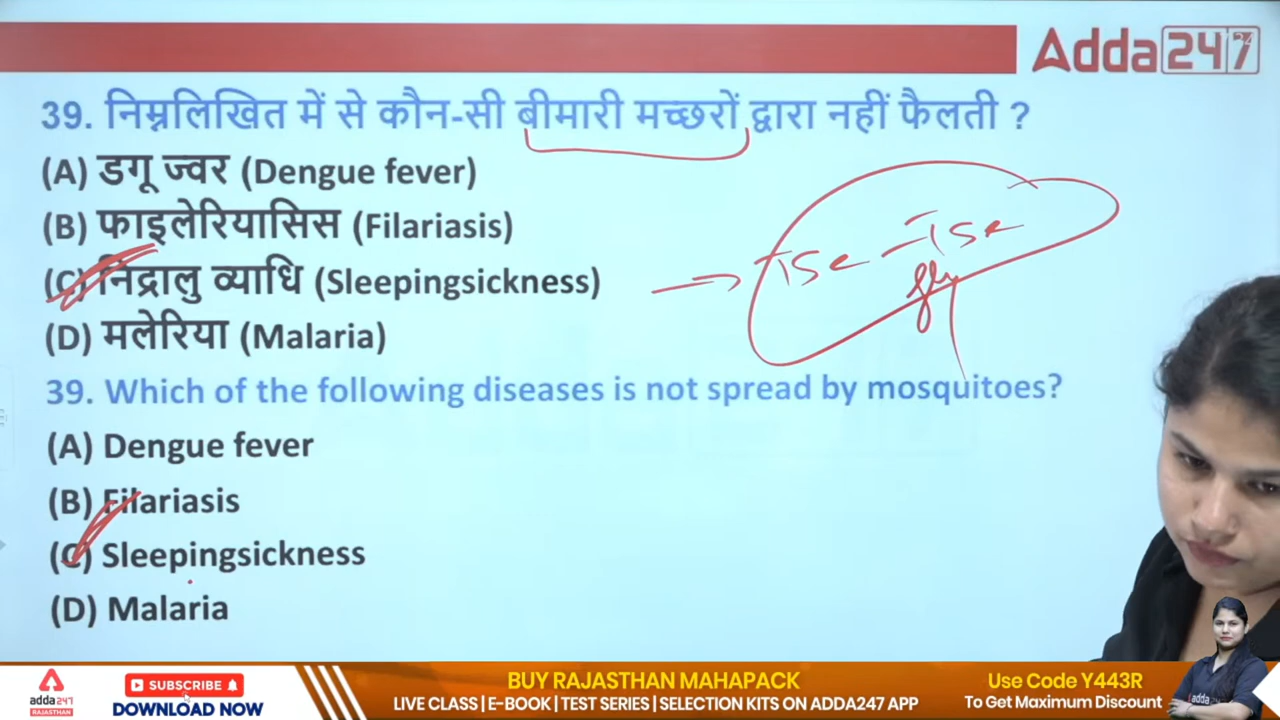 Adda247
39. निम्नलिखित में से कौन-सी बीमारी मच्छरों द्वारा नहीं फैलती ?
(A) डगू ज्वर (Dengue fever)
(B) फाइलेरियासिस (Filariasis)
(C) निद्रालु व्याधि (Sleepingsickness)
Tse - Tse
fly
(D) मलेरिया (Malaria)
39. Which of the following diseases is not spread by mosquitoes?
(A) Dengue fever
(B) Filariasis
(C) Sleepingsickness
(D) Malaria
adda247
RAJASTHAN
SUBSCRIBE
DOWNLOAD NOW
BUY RAJASTHAN MAHAPACK
LIVE CLASS | E-BOOK | TEST SERIES | SELECTION KITS ON ADDA247 APP
Use Code Y443R
To Get Maximum Discount